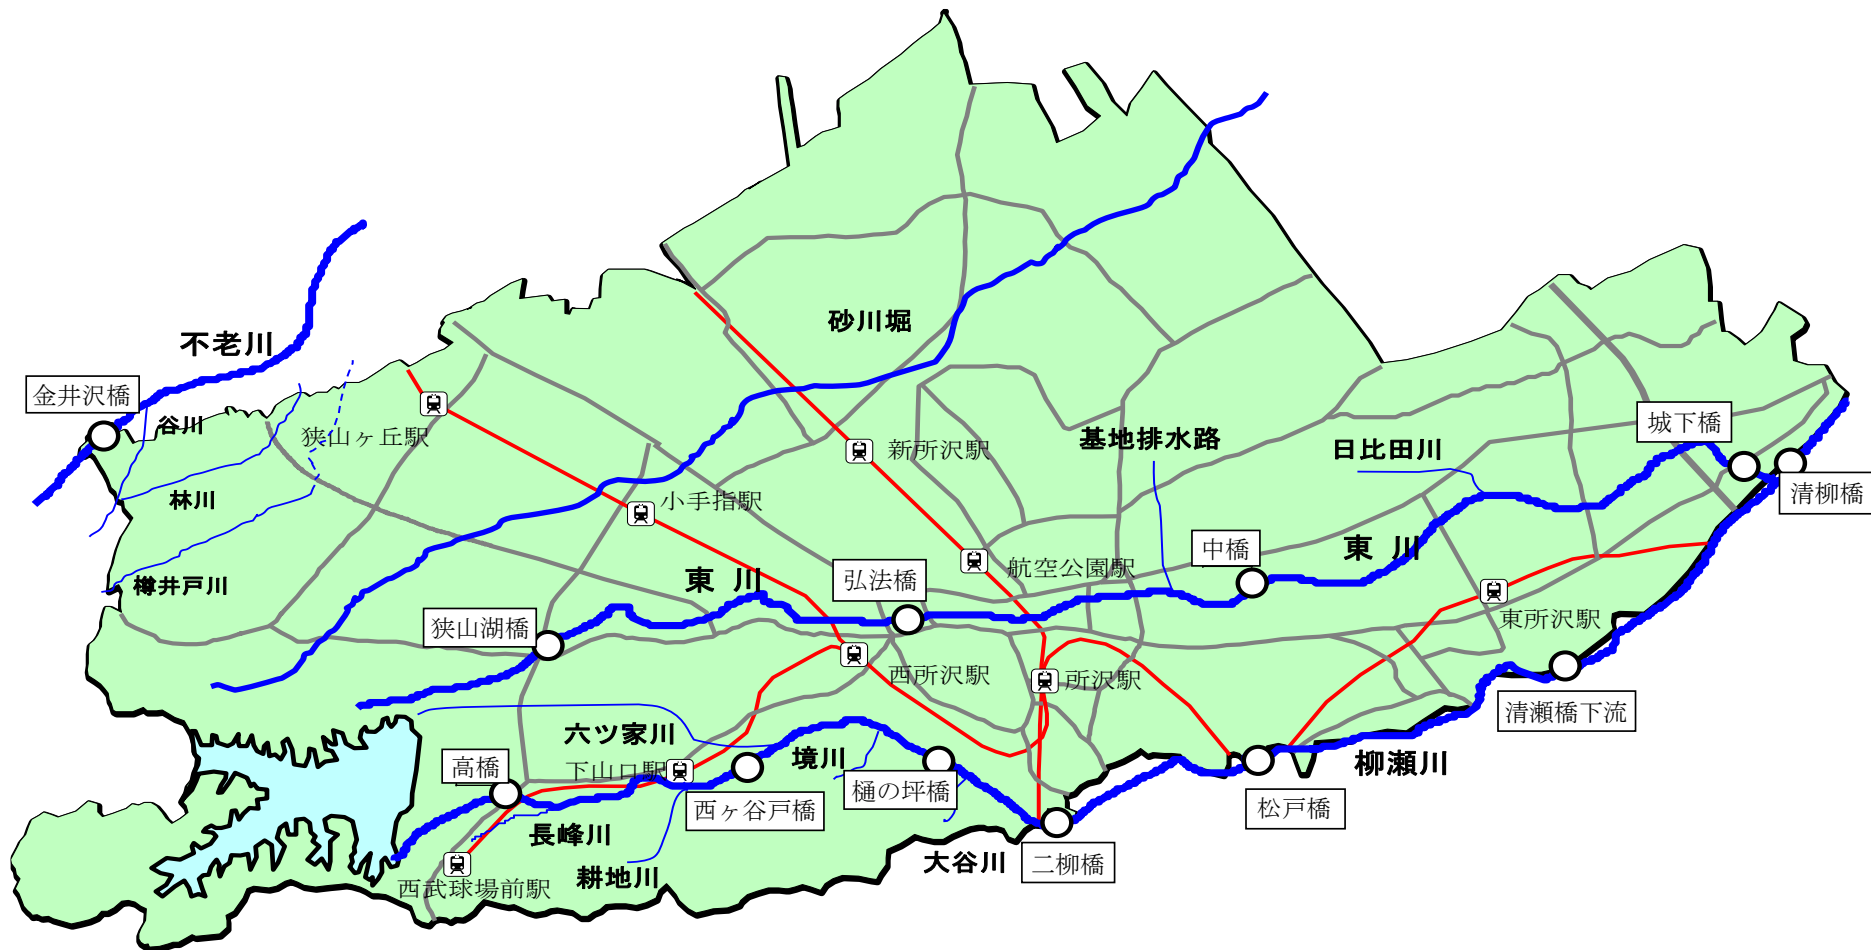 砂川堀
不老川
金井沢橋
谷川
狭山ヶ丘駅
新所沢駅
基地排水路
日比田川
城下橋
清柳橋
林川
小手指駅
樽井戸川
東川
弘法橋
航空公園駅
中橋
東川
狭山湖橋
西所沢駅
所沢駅
東所沢駅
清瀬橋下流
六ツ家川
下山口駅
境川
高橋
西ヶ谷戸橋
樋の坪橋
松戸橋
柳瀬川
長峰川
耕地川
西武球場前駅
大谷川
二柳橋